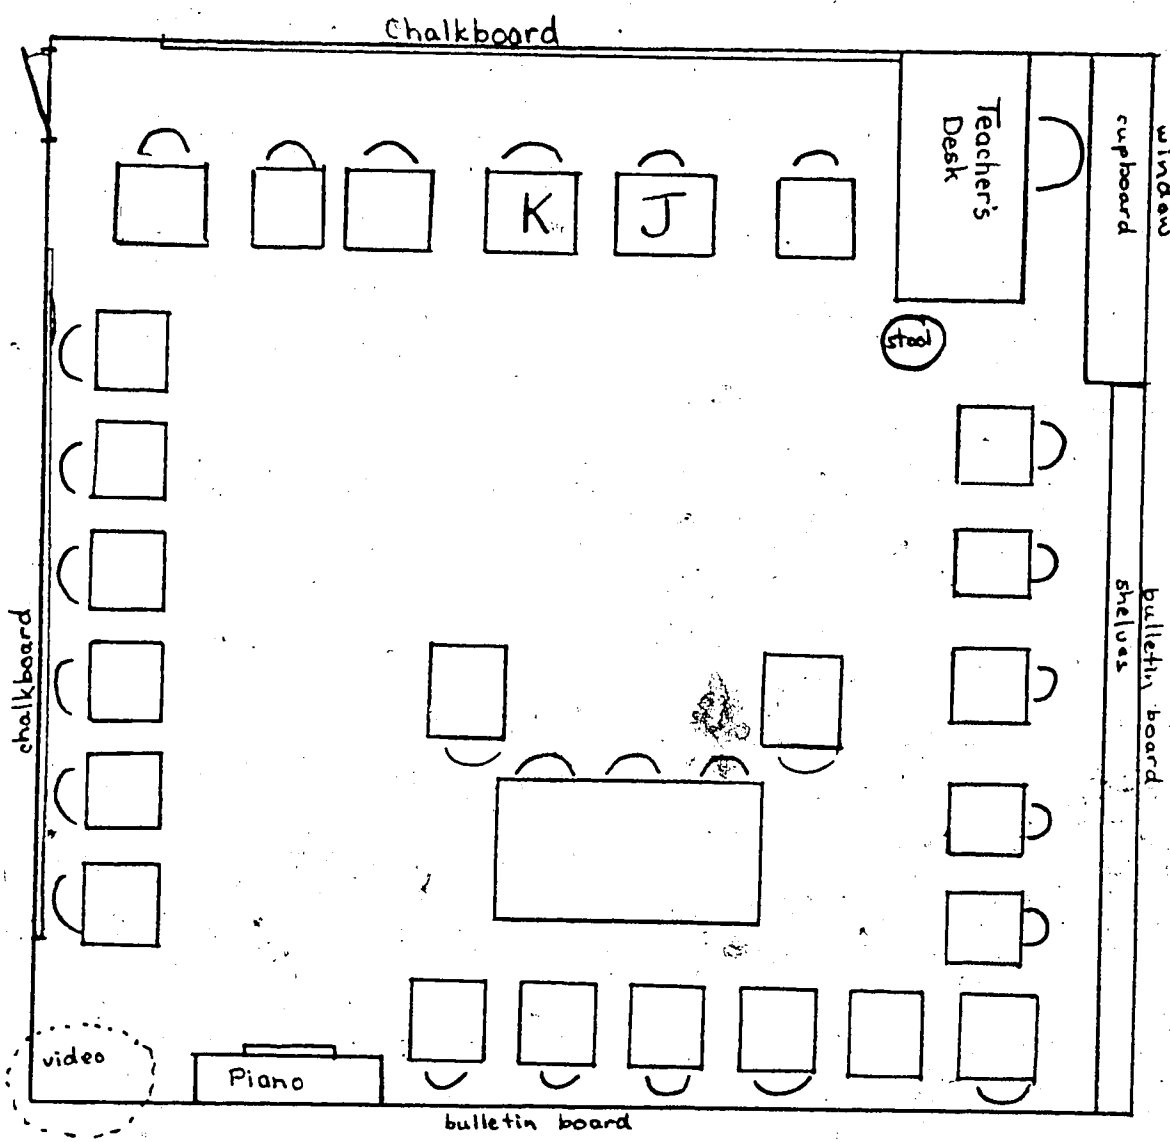 Chalkboard
Teacher's
Desk
cupboard
window
K
J
stool
chalkboard
shelves
bulletin board
video
Piano
bulletin board